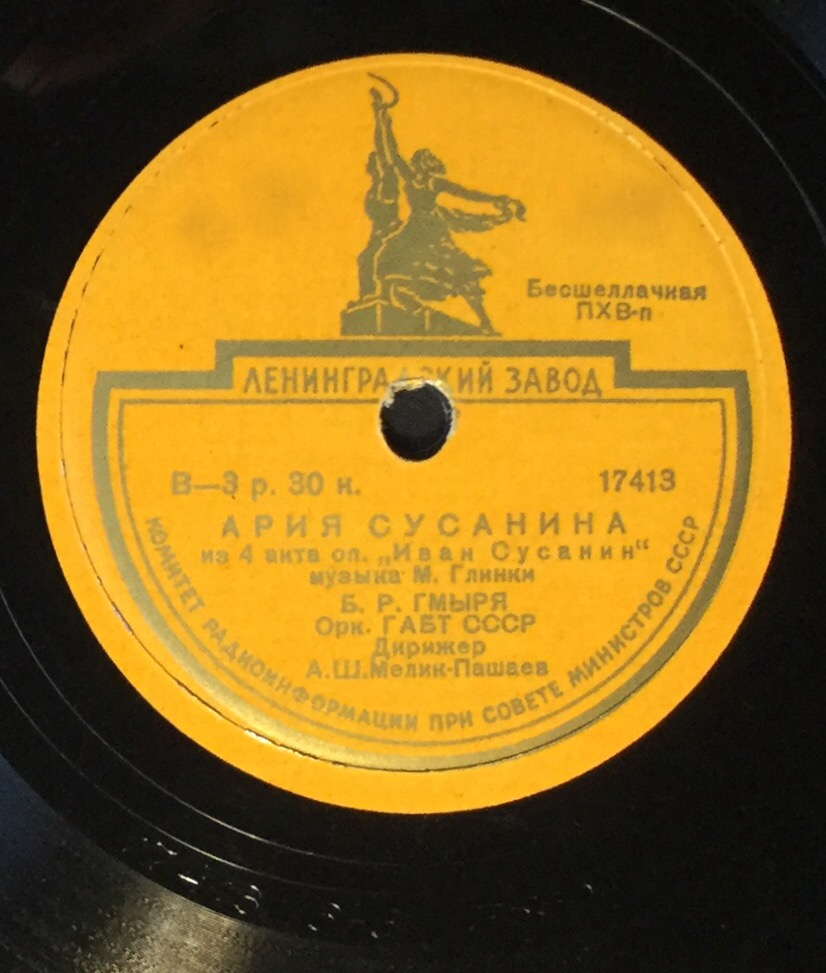 Бесшеллачная
ПХВ-п
ЛЕНИНГРАДСКИЙ ЗАВОД
В—3 р. 30 к.
17413
АРИЯ СУСАНИНА
из 4 акта оп. „Иван Сусанин“
музыка М. Глинки
Б. Р. ГМЫРЯ
Орк. ГАБТ СССР
Дирижер
А.Ш.Мелик-Пашаев
КОМИТЕТ РАДИОИНФОРМАЦИИ ПРИ СОВЕТЕ МИНИСТРОВ СССР